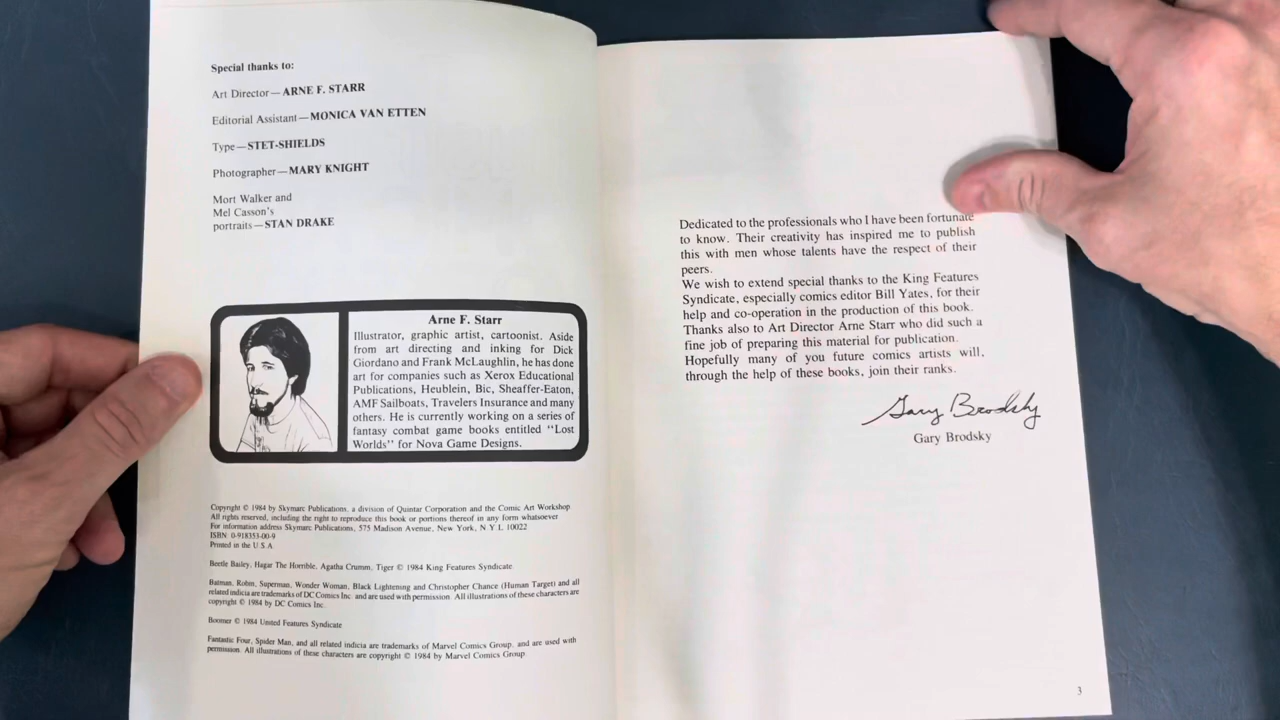 Special thanks to:
Art Director—ARNE F. STARR
Editorial Assistant—MONICA VAN ETTEN
Type—STET-SHIELDS
Photographer—MARY KNIGHT
Mort Walker and
Mel Casson's
portraits—STAN DRAKE
Arne F. Starr
Illustrator, graphic artist, cartoonist. Aside
from art directing and inking for Dick
Giordano and Frank McLaughlin, he has done
art for companies such as Xerox Educational
Publications, Heublein, Bic, Sheaffer-Eaton,
AMF Sailboats, Travelers Insurance and many
others. He is currently working on a series of
fantasy combat game books entitled "Lost
Worlds" for Nova Game Designs.
Copyright © 1984 by Skymarc Publications, a division of Quintar Corporation and the Comic Art Workshop
All rights reserved, including the right to reproduce this book or portions thereof in any form whatsoever
For information address Skymarc Publications, 575 Madison Avenue, New York, N.Y.L. 10022
ISBN 0-918353-00-9
Printed in the U.S.A.
Beetle Bailey, Hagar The Horrible, Agatha Crumm, Tiger © 1984 King Features Syndicate
Batman, Robin, Superman, Wonder Woman, Black Lightening and Christopher Chance (Human Target) and all
related indicia are trademarks of DC Comics Inc. and are used with permission. All illustrations of these characters are
copyright © 1984 by DC Comics Inc.
Boomer © 1984 United Features Syndicate
Fantastic Four, Spider Man, and all related indicia are trademarks of Marvel Comics Group, and are used with
permission. All illustrations of these characters are copyright © 1984 by Marvel Comics Group.
Dedicated to the professionals who I have been fortunate
to know. Their creativity has inspired me to publish
this with men whose talents have the respect of their
peers.
We wish to extend special thanks to the King Features
Syndicate, especially comics editor Bill Yates, for their
help and co-operation in the production of this book.
Thanks also to Art Director Arne Starr who did such a
fine job of preparing this material for publication.
Hopefully many of you future comics artists will,
through the help of these books, join their ranks.
Gary Brodsky
Gary Brodsky
3